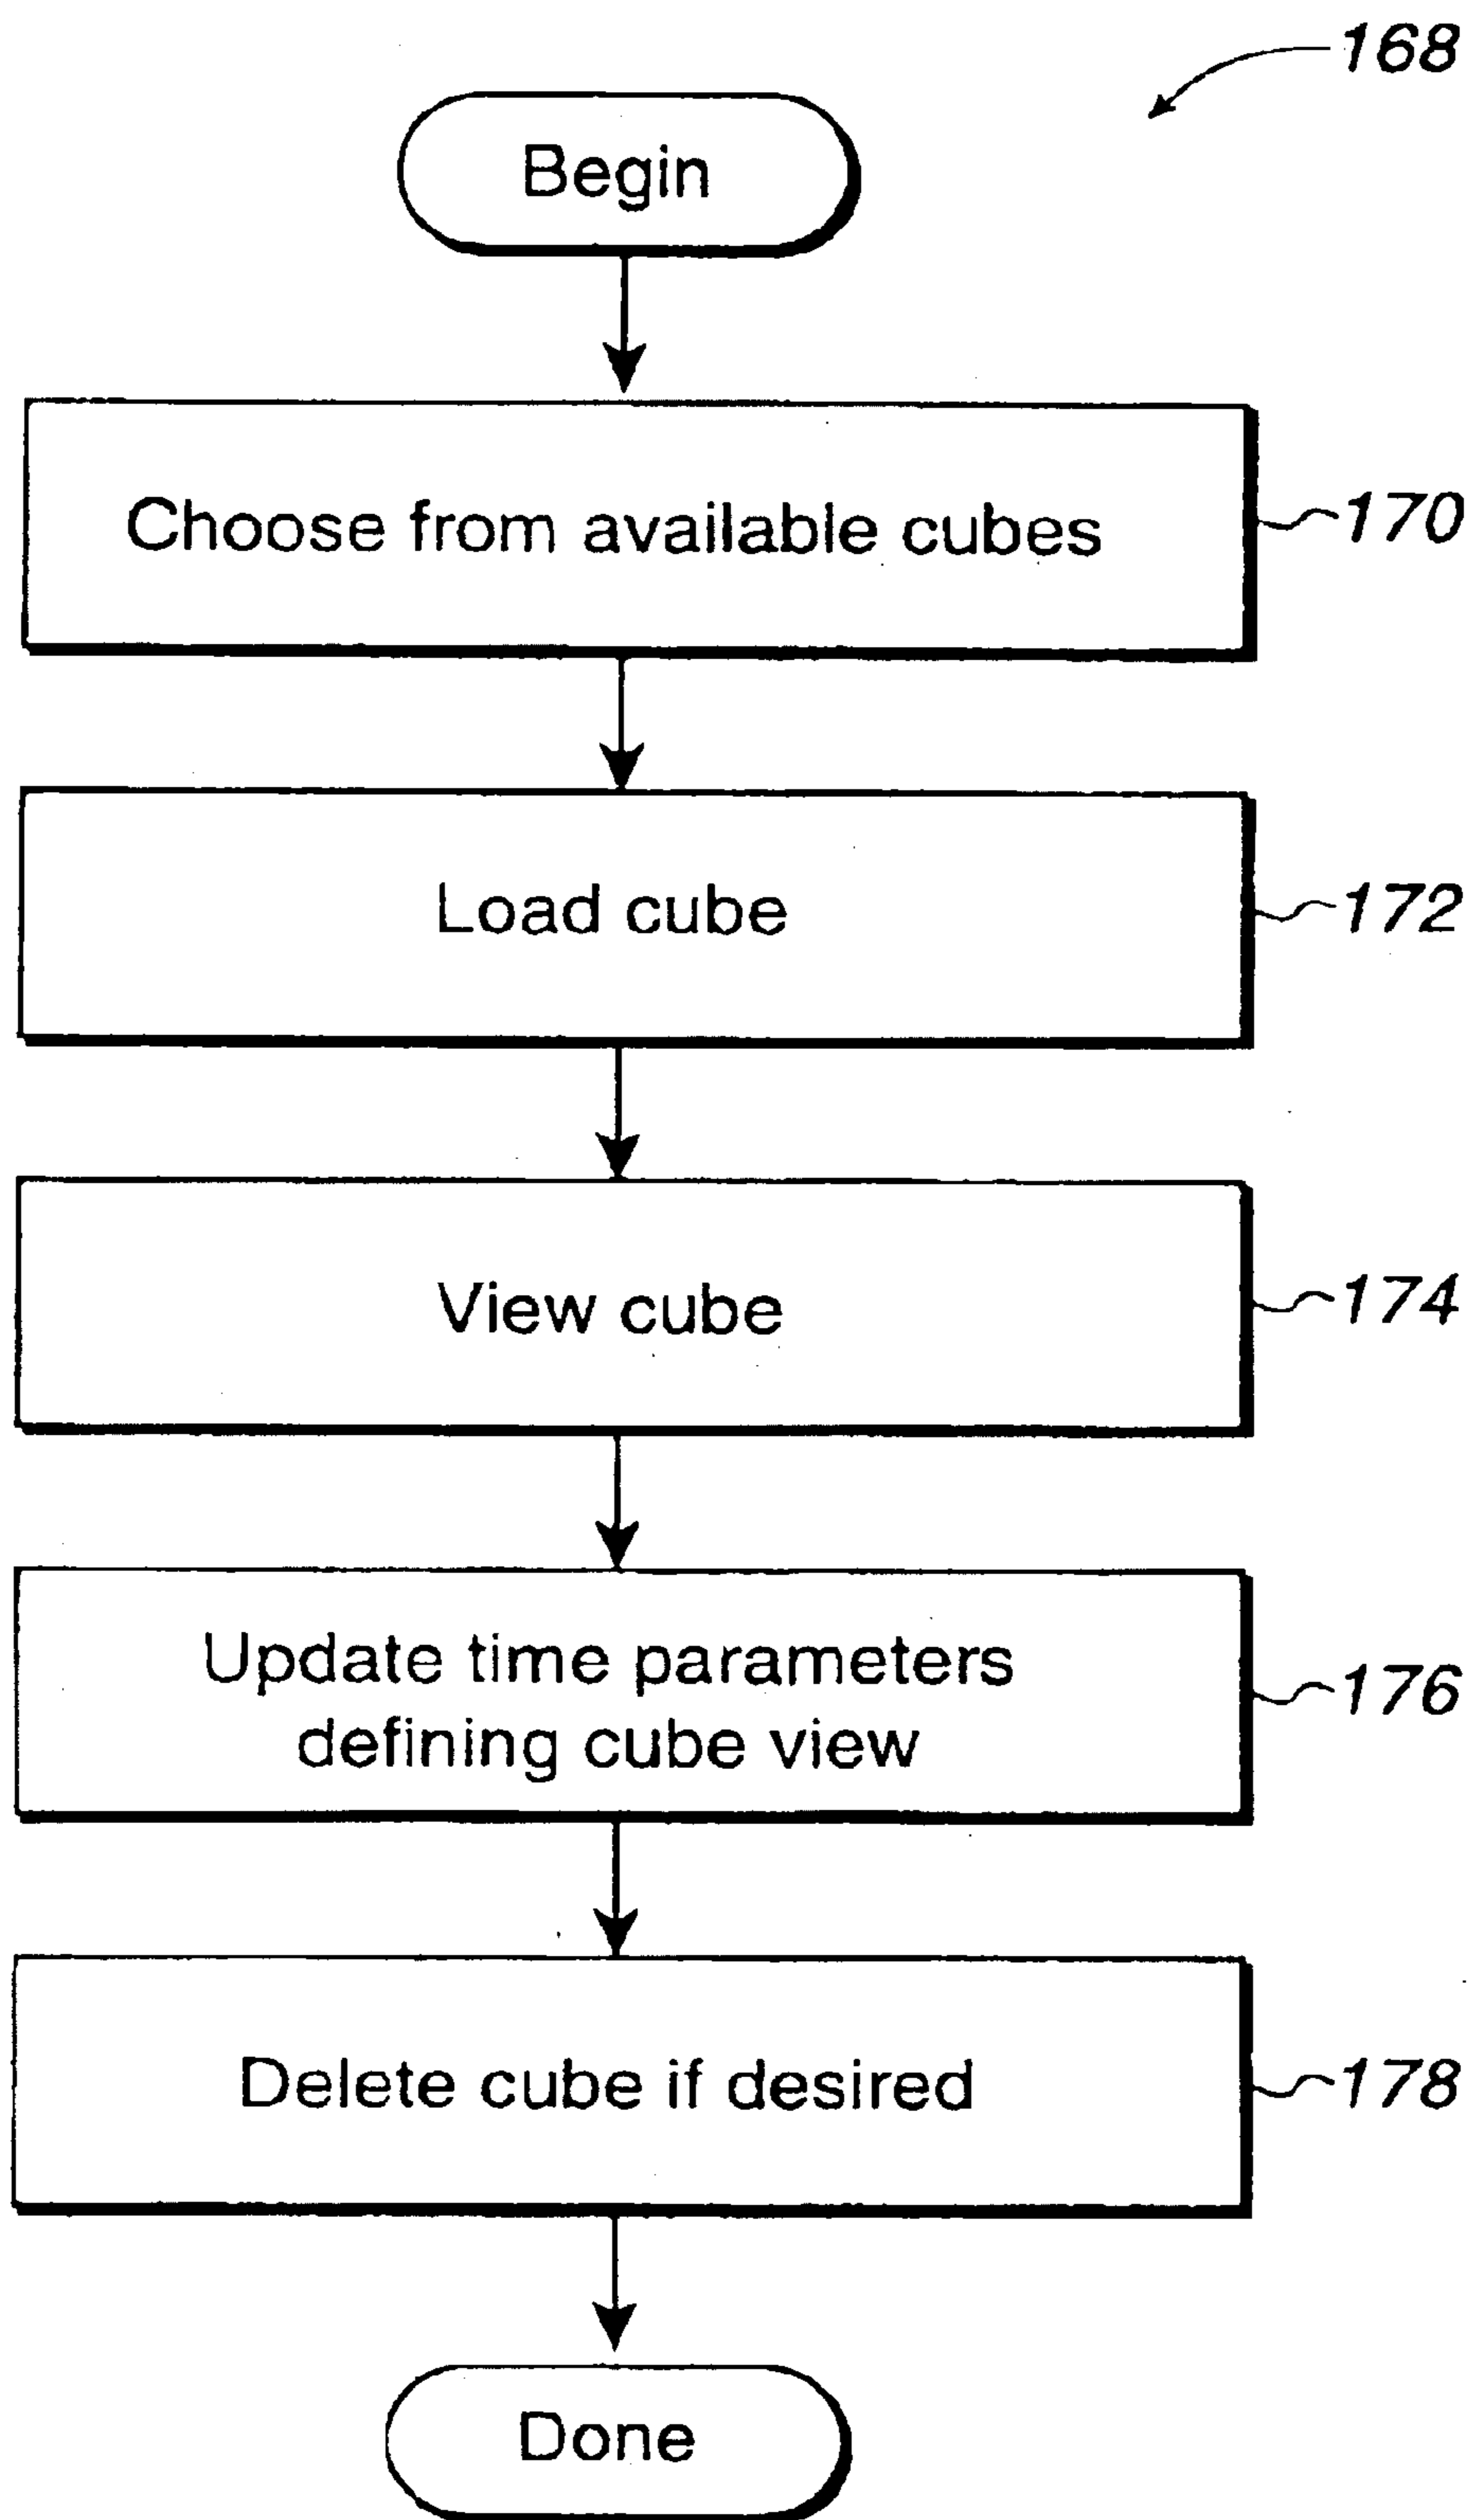 168
Begin
Choose from available cubes
170
Load cube
172
View cube
174
Update time parameters
defining cube view
176
Delete cube if desired
178
Done